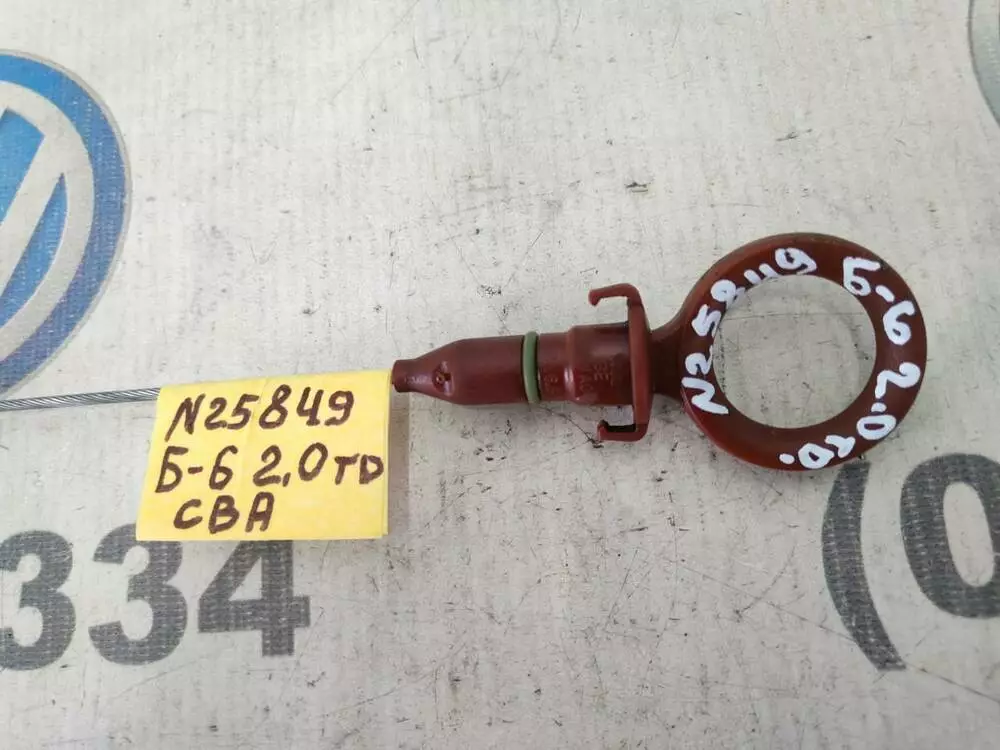 N25849
Б-6 2.0TD
CBA
N25849 Б-6 2.0TD.
334
(0